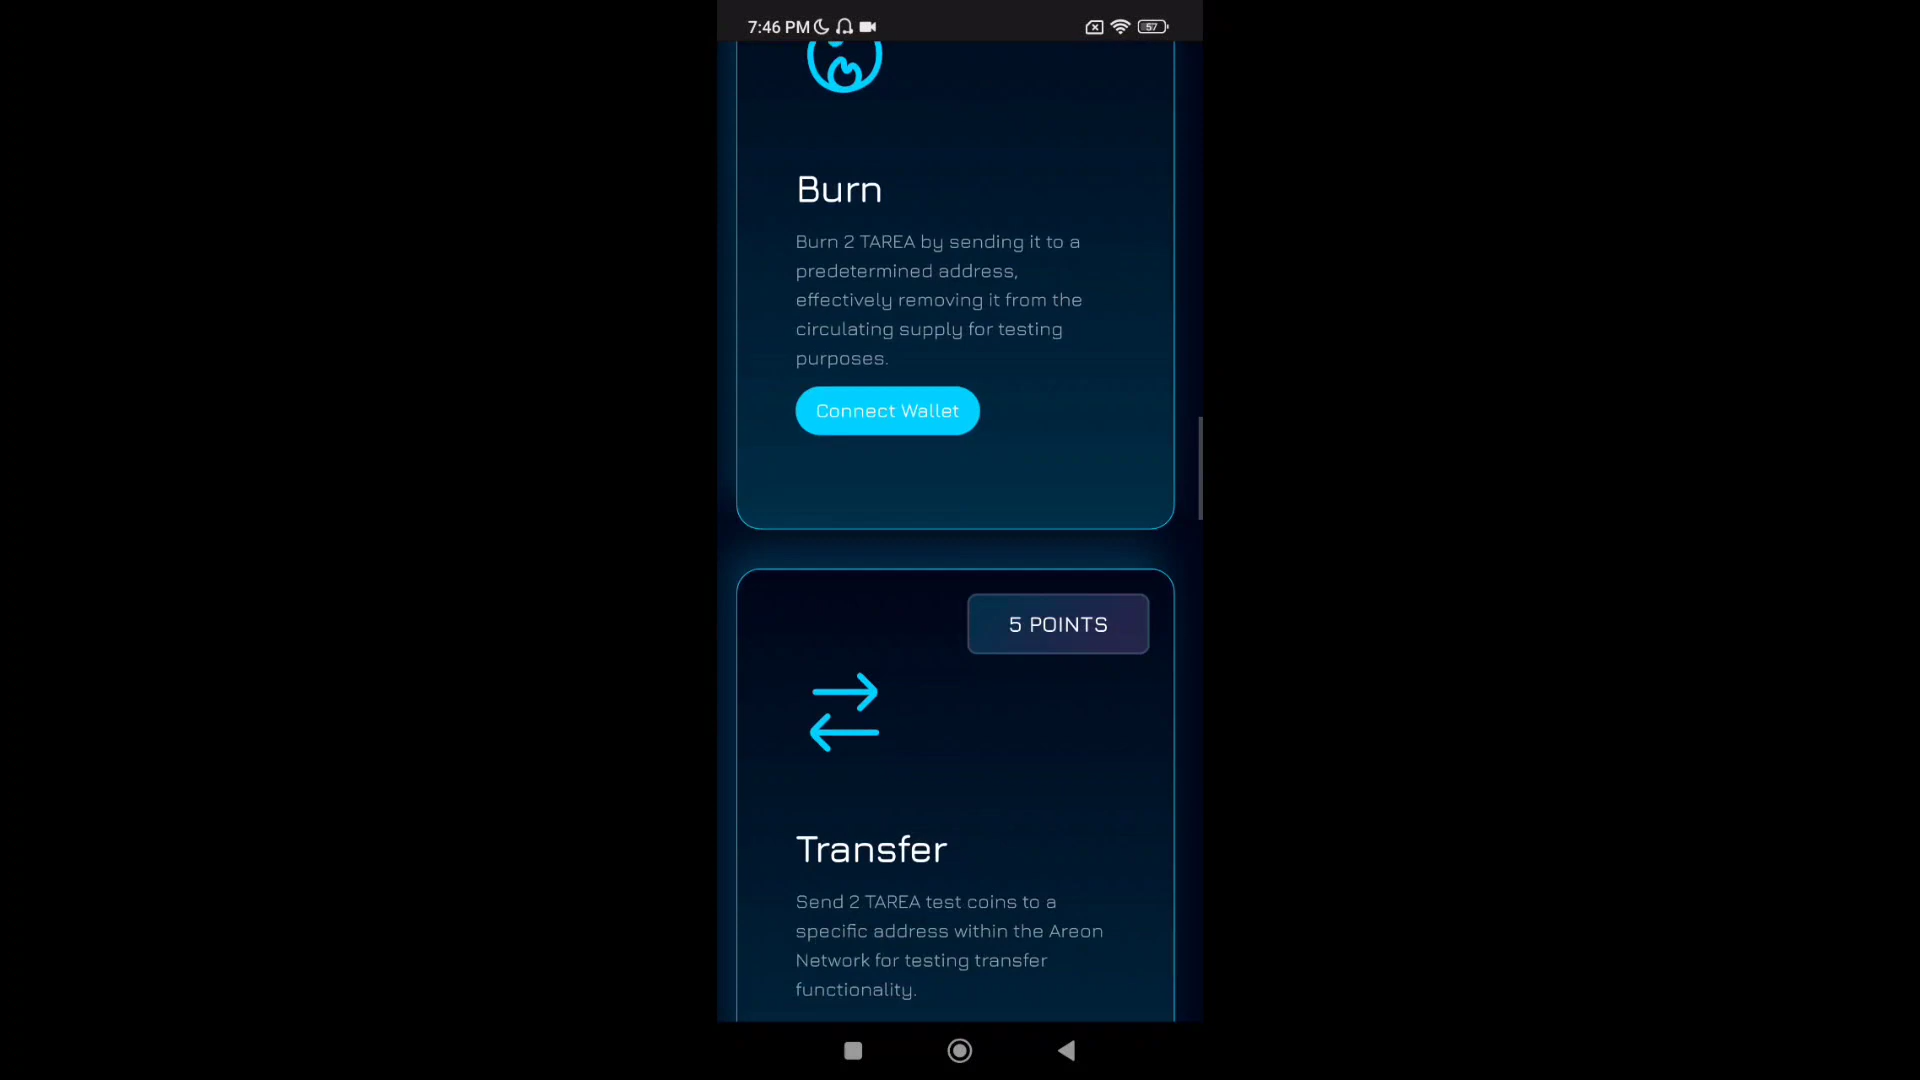 7:46 PM
57
Burn
Burn 2 TAREA by sending it to a
predetermined address,
effectively removing it from the
circulating supply for testing
purposes.
Connect Wallet
5 POINTS
Transfer
Send 2 TAREA test coins to a
specific address within the Areon
Network for testing transfer
functionality.